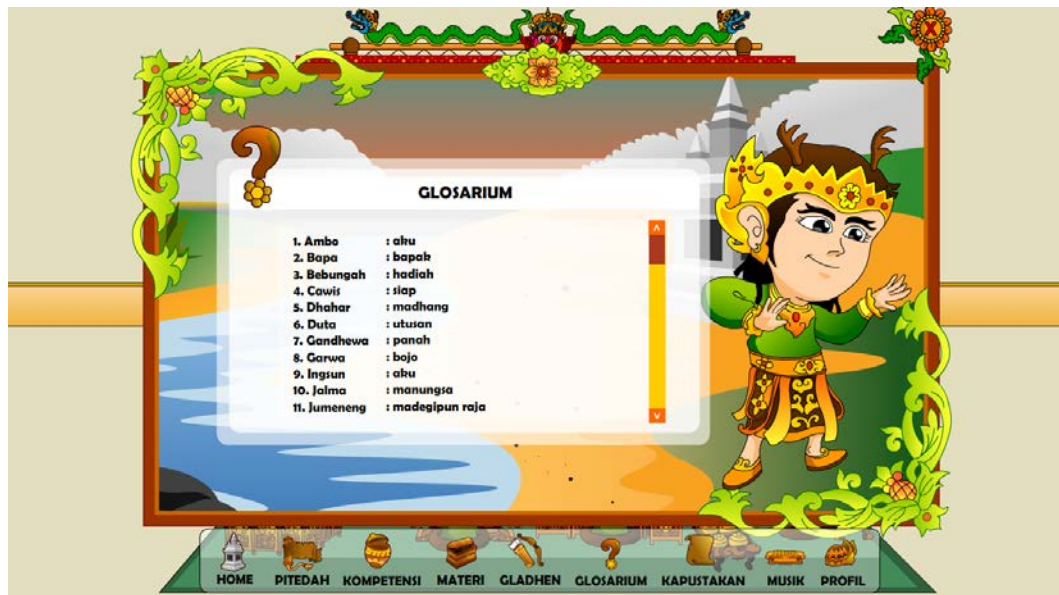 X
GLOSARIUM
1. Ambo : aku
2. Bapa : bapak
3. Bebungah : hadiah
4. Cawis : siap
5. Dhahar : madhang
6. Duta : utusan
7. Gandhewa : panah
8. Garwa : bojo
9. Ingsun : aku
10. Jalma : manungsa
11. Jumeneng : madegipun raja
HOME PITEDAH KOMPETENSI MATERI GLADHEN GLOSARIUM KAPUSTAKAN MUSIK PROFIL